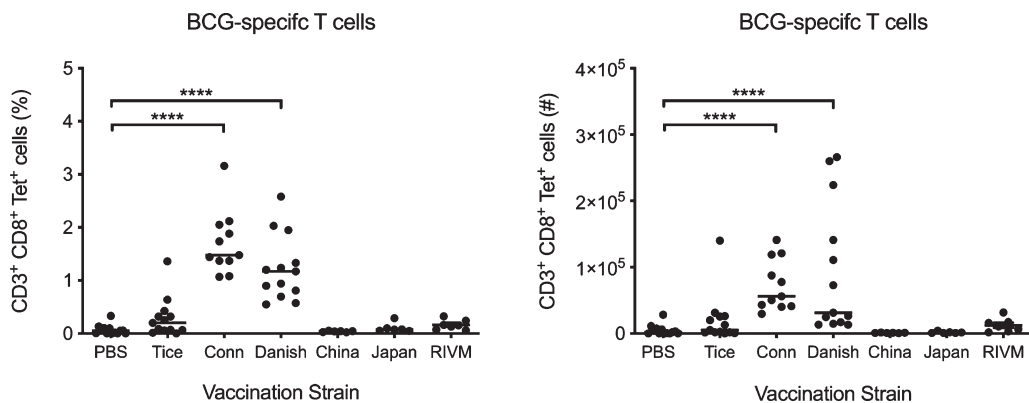 BCG-specifc T cells
CD3⁺ CD8⁺ Tet⁺ cells (%)
5
4
3
2
1
0
****
****
PBS Tice Conn Danish China Japan RIVM
Vaccination Strain
BCG-specifc T cells
CD3⁺ CD8⁺ Tet⁺ cells (#)
4×10⁵
3×10⁵
2×10⁵
1×10⁵
0
****
****
PBS Tice Conn Danish China Japan RIVM
Vaccination Strain